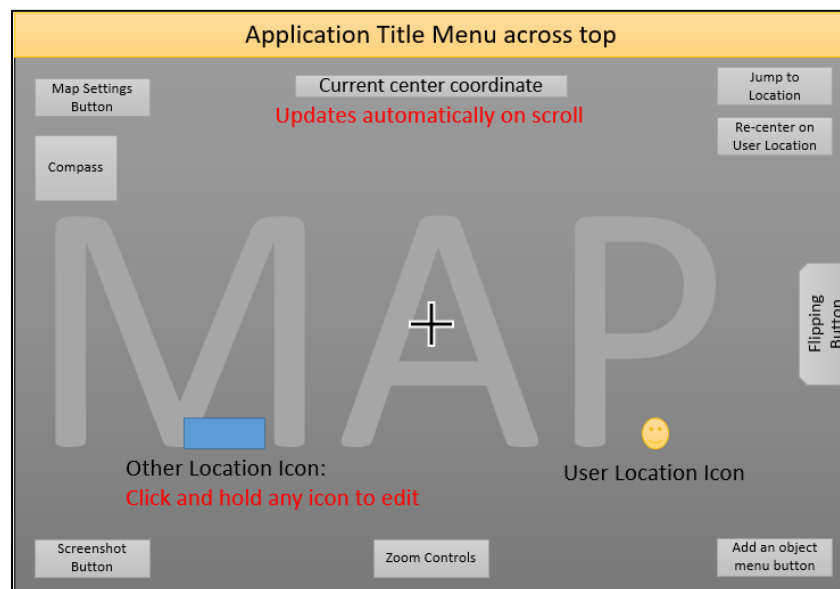 Application Title Menu across top
Map Settings
Button
Current center coordinate
Updates automatically on scroll
Jump to
Location
Re-center on
User Location
Compass
MAP
Flipping
Button
Other Location Icon:
Click and hold any icon to edit
User Location Icon
Screenshot
Button
Zoom Controls
Add an object
menu button